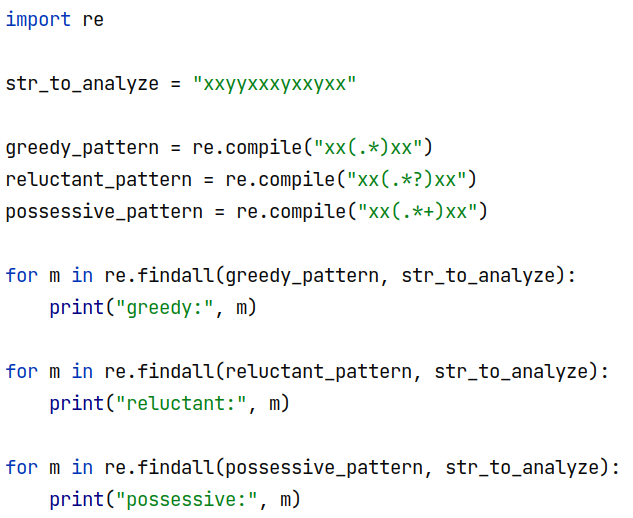 import re
str_to_analyze = "xxyyxxxyxxyxx"
greedy_pattern = re.compile("xx(.*)xx")
reluctant_pattern = re.compile("xx(.*?)xx")
possessive_pattern = re.compile("xx(.*+)xx")
for m in re.findall(greedy_pattern, str_to_analyze):
    print("greedy:", m)
for m in re.findall(reluctant_pattern, str_to_analyze):
    print("reluctant:", m)
for m in re.findall(possessive_pattern, str_to_analyze):
    print("possessive:", m)